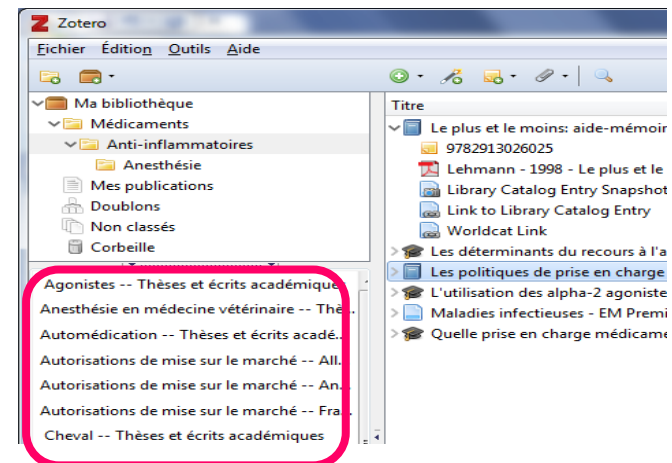 Zotero
Fichier Édition Outils Aide
Ma bibliothèque
Médicaments
Anti-inflammatoires
Anesthésie
Mes publications
Doublons
Non classés
Corbeille
Agonistes -- Thèses et écrits académique
Anesthésie en médecine vétérinaire -- Thè..
Automédication -- Thèses et écrits acadé..
Autorisations de mise sur le marché -- All.
Autorisations de mise sur le marché -- An.
Autorisations de mise sur le marché -- Fra..
Cheval -- Thèses et écrits académiques
Titre
Le plus et le moins: aide-mémoir
9782913026025
Lehmann - 1998 - Le plus et le
Library Catalog Entry Snapshot
Link to Library Catalog Entry
Worldcat Link
Les déterminants du recours à l'a
Les politiques de prise en charge
L'utilisation des alpha-2 agoniste
Maladies infectieuses - EM Premi
Quelle prise en charge médicame